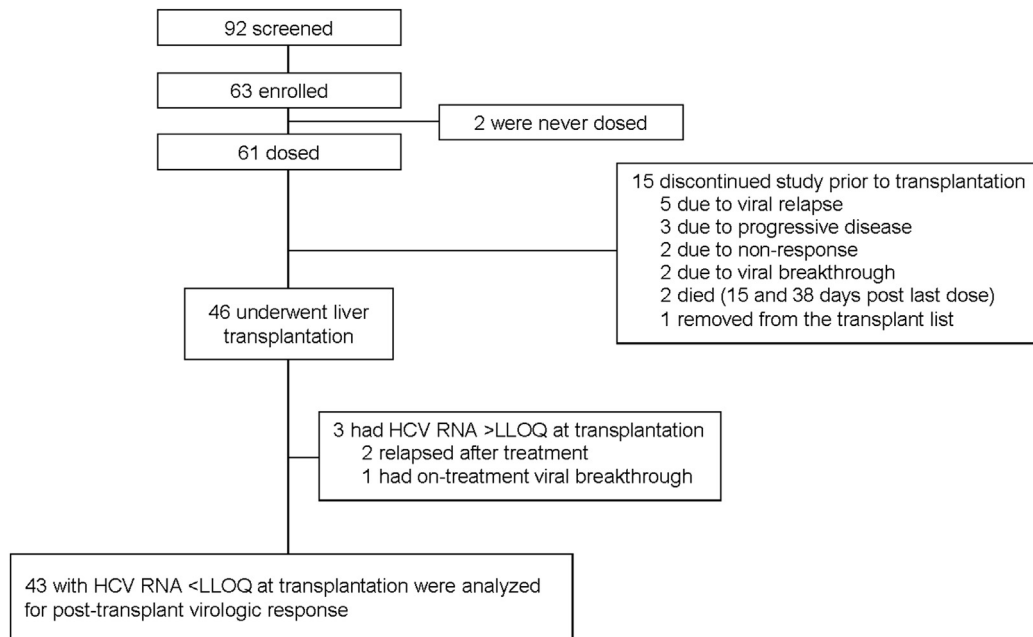 92 screened
63 enrolled
2 were never dosed
61 dosed
15 discontinued study prior to transplantation
5 due to viral relapse
3 due to progressive disease
2 due to non-response
2 due to viral breakthrough
2 died (15 and 38 days post last dose)
1 removed from the transplant list
46 underwent liver
transplantation
3 had HCV RNA >LLOQ at transplantation
2 relapsed after treatment
1 had on-treatment viral breakthrough
43 with HCV RNA <LLOQ at transplantation were analyzed
for post-transplant virologic response